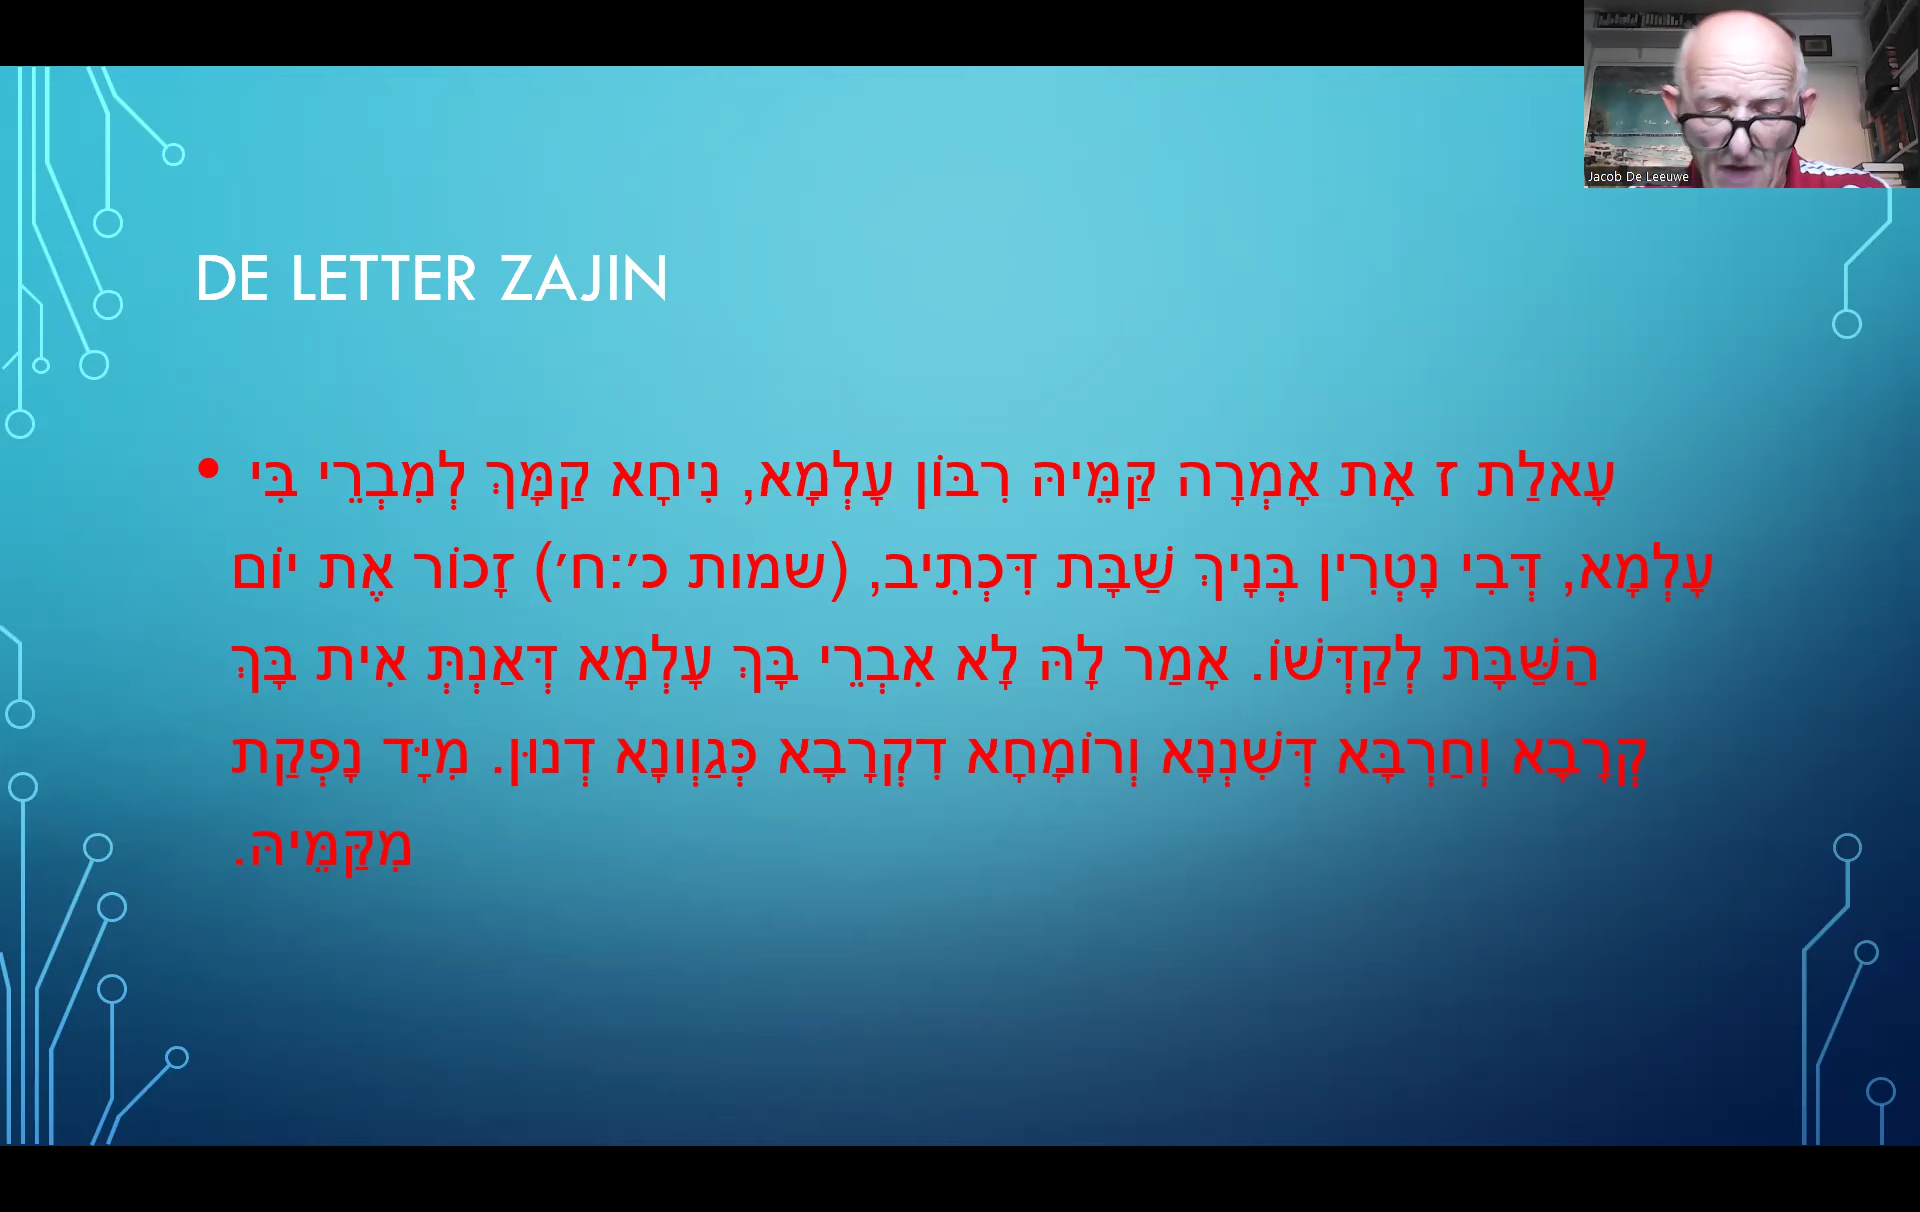 Jacob De Leeuwe
DE LETTER ZAJIN
• עָאלַת ז אָת אָמְרָה קַמֵּיהּ רִבּוֹן עָלְמָא, נִיחָא קַמָּךְ לְמִבְרֵי בִּי
עָלְמָא, דְּבִי נָטְרִין בְּנָיךְ שַׁבָּת דִּכְתִיב, (שמות כ׳:ח׳) זָכוֹר אֶת יוֹם
הַשַּׁבָּת לְקַדְּשׁוֹ. אָמַר לָהּ לָא אִבְרֵי בָּךְ עָלְמָא דְּאַנְתְּ אִית בָּךְ
קְרָבָא וְחַרְבָּא דְּשִׁנְנָא וְרוֹמָחָא דִקְרָבָא כְּגַוְונָא דְנוּן. מִיָּד נָפְקַת
מִקַּמֵּיהּ.